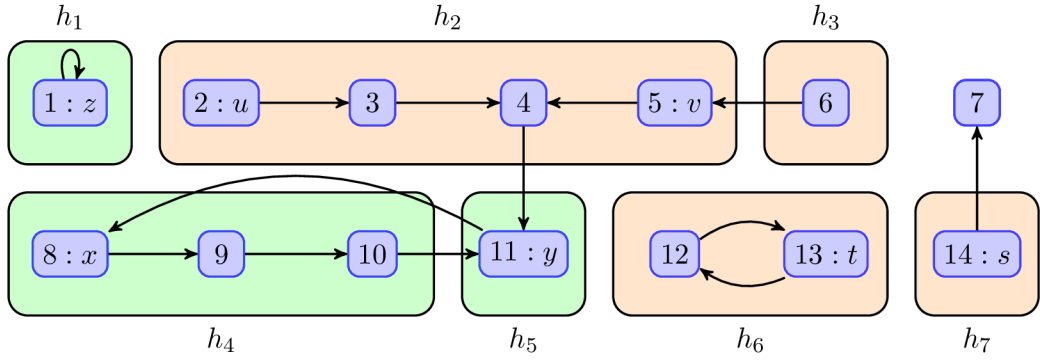 h₁ h₂ h₃
1 : z 2 : u 3 4 5 : v 6 7
8 : x 9 10 11 : y 12 13 : t 14 : s
h₄ h₅ h₆ h₇